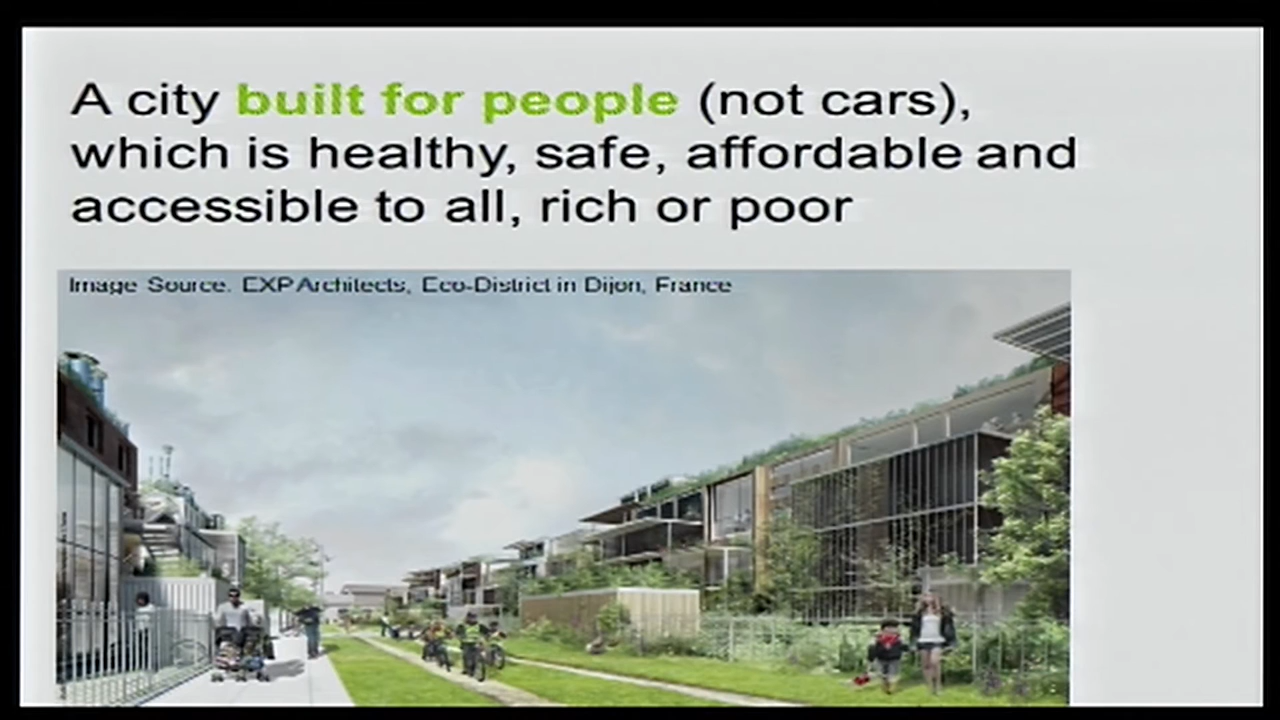 A city built for people (not cars),
which is healthy, safe, affordable and
accessible to all, rich or poor
Image Source. EXP Architects, Eco-District in Dijon, France